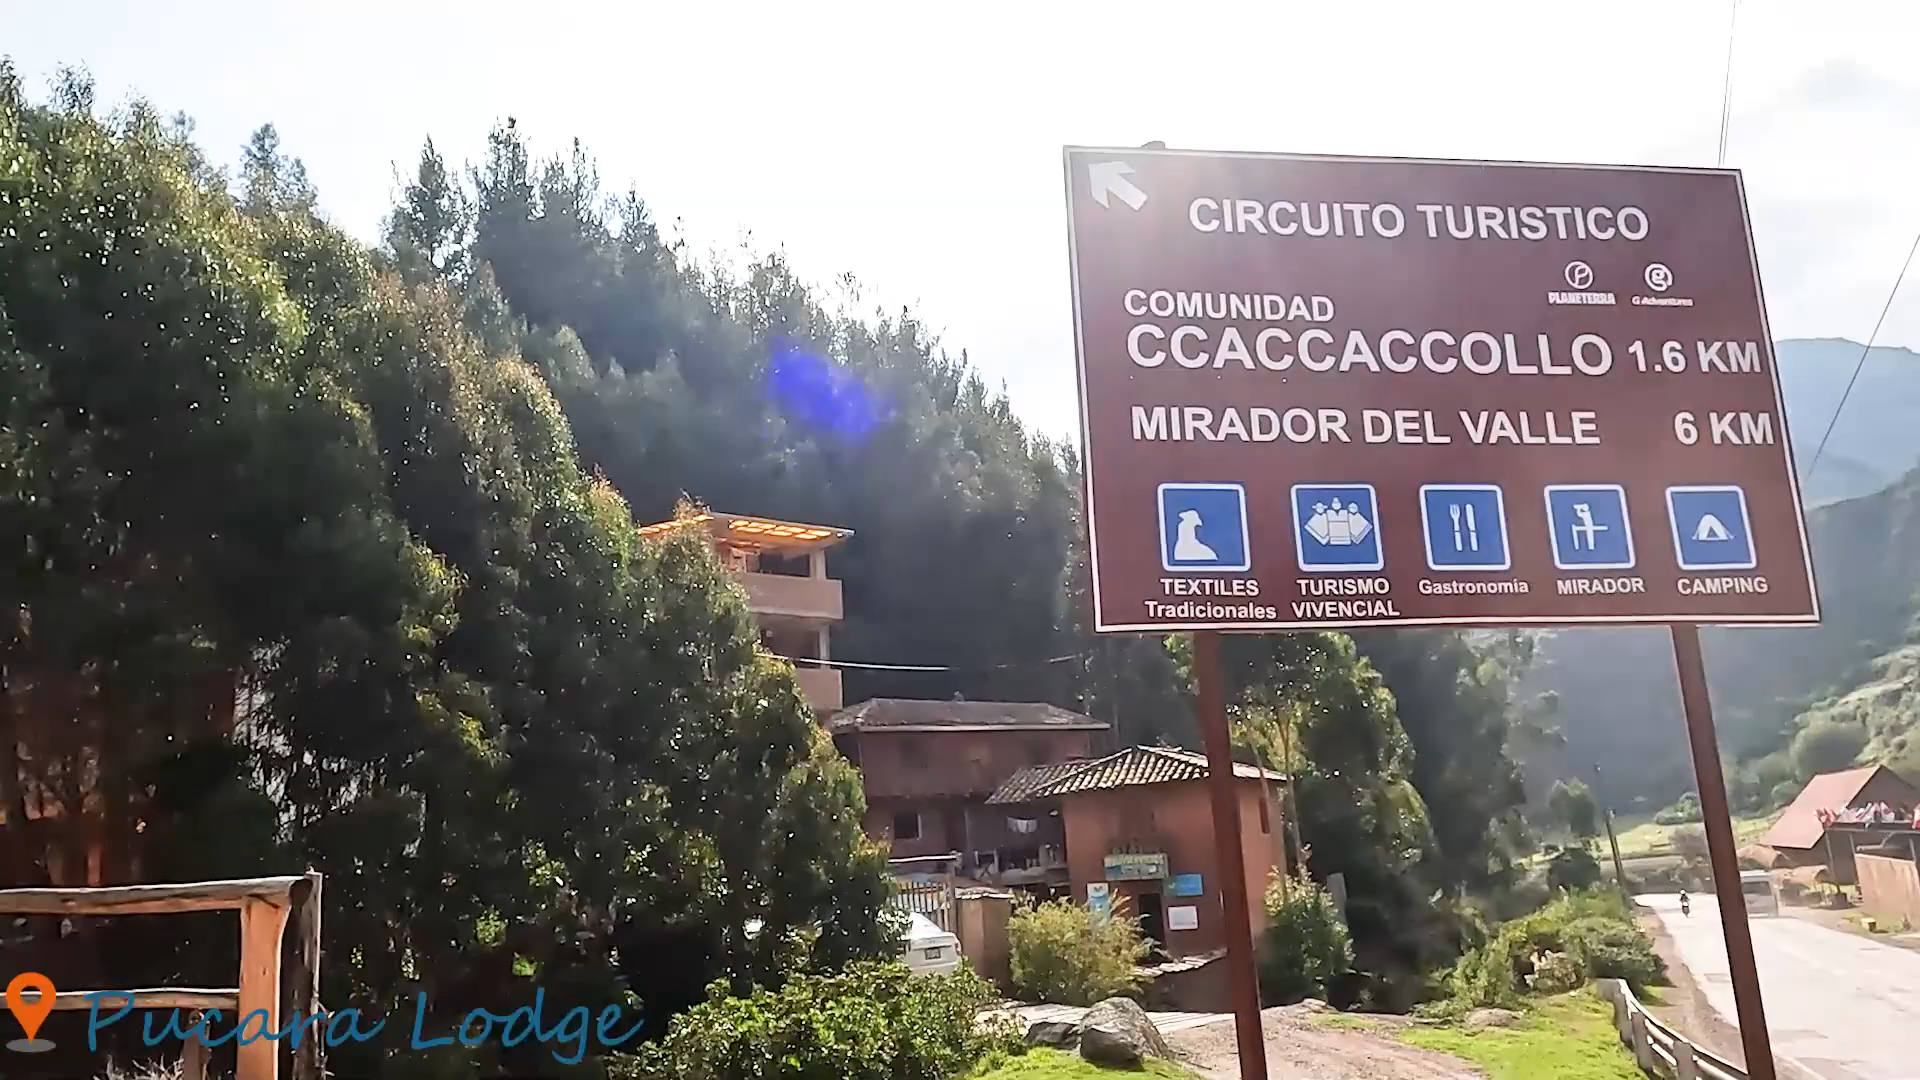 CIRCUITO TURISTICO
PLANETERRA
G Adventures
COMUNIDAD
CCACCACCOLLO 1.6 KM
MIRADOR DEL VALLE 6 KM
TEXTILES
Tradicionales
TURISMO
VIVENCIAL
Gastronomía
MIRADOR
CAMPING
Pucara Lodge